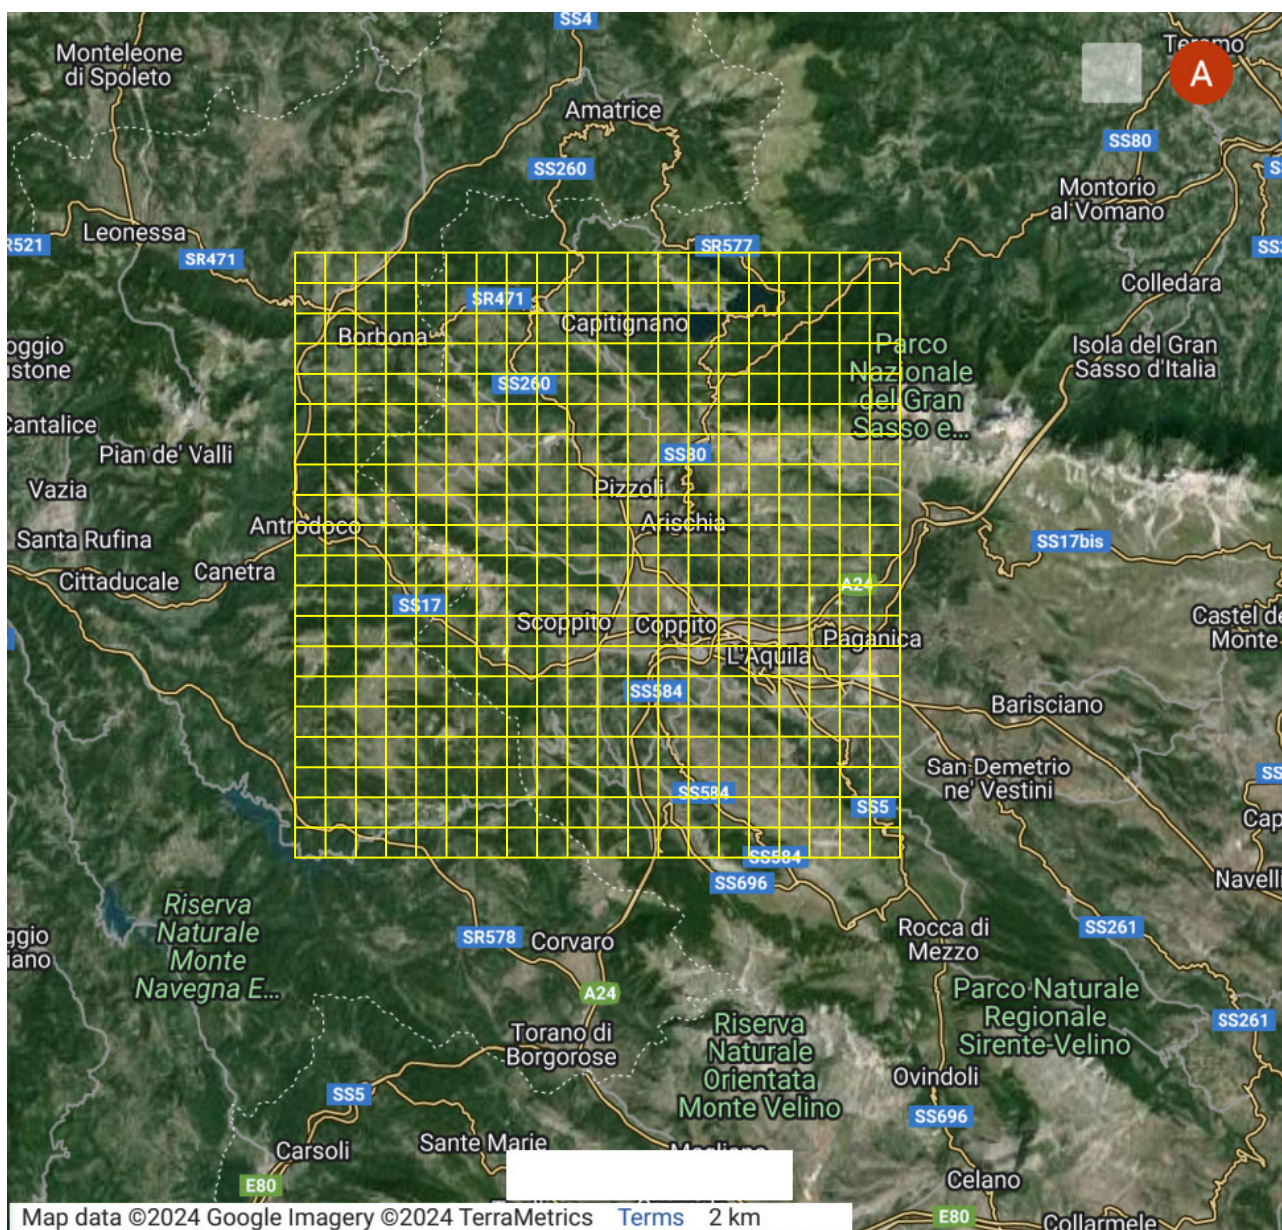 SS4
Monteleone
di Spoleto
Teramo
A
Amatrice
SS80
SS260
Montorio
al Vomano
Leonessa
SR471
SR577
Colledara
SR471
Capitignano
Borbona
Parco
Nazionale
del Gran
Sasso e...
Isola del Gran
Sasso d'Italia
SS260
Cantalice
Pian de' Valli
SS80
Vazia
Pizzoli
Antrodoco
Arischia
Santa Rufina
SS17bis
Cittaducale
Canetra
A24
SS17
Scoppito
Coppito
Paganica
Castel de
Monte-
L'Aquila
SS584
Barisciano
San Demetrio
ne' Vestini
SS584
SS5
SS584
SS696
Navelli
Riserva
Naturale
Monte
Navegna E...
SR578
Corvaro
Rocca di
Mezzo
SS261
A24
Parco Naturale
Regionale
Sirente-Velino
SS261
Torano di
Borgorose
Riserva
Naturale
Orientata
Monte Velino
Ovindoli
SS5
SS696
Carsoli
Sante Marie
E80
Celano
Map data ©2024 Google Imagery ©2024 TerraMetrics Terms 2 km
E80
Collarmele